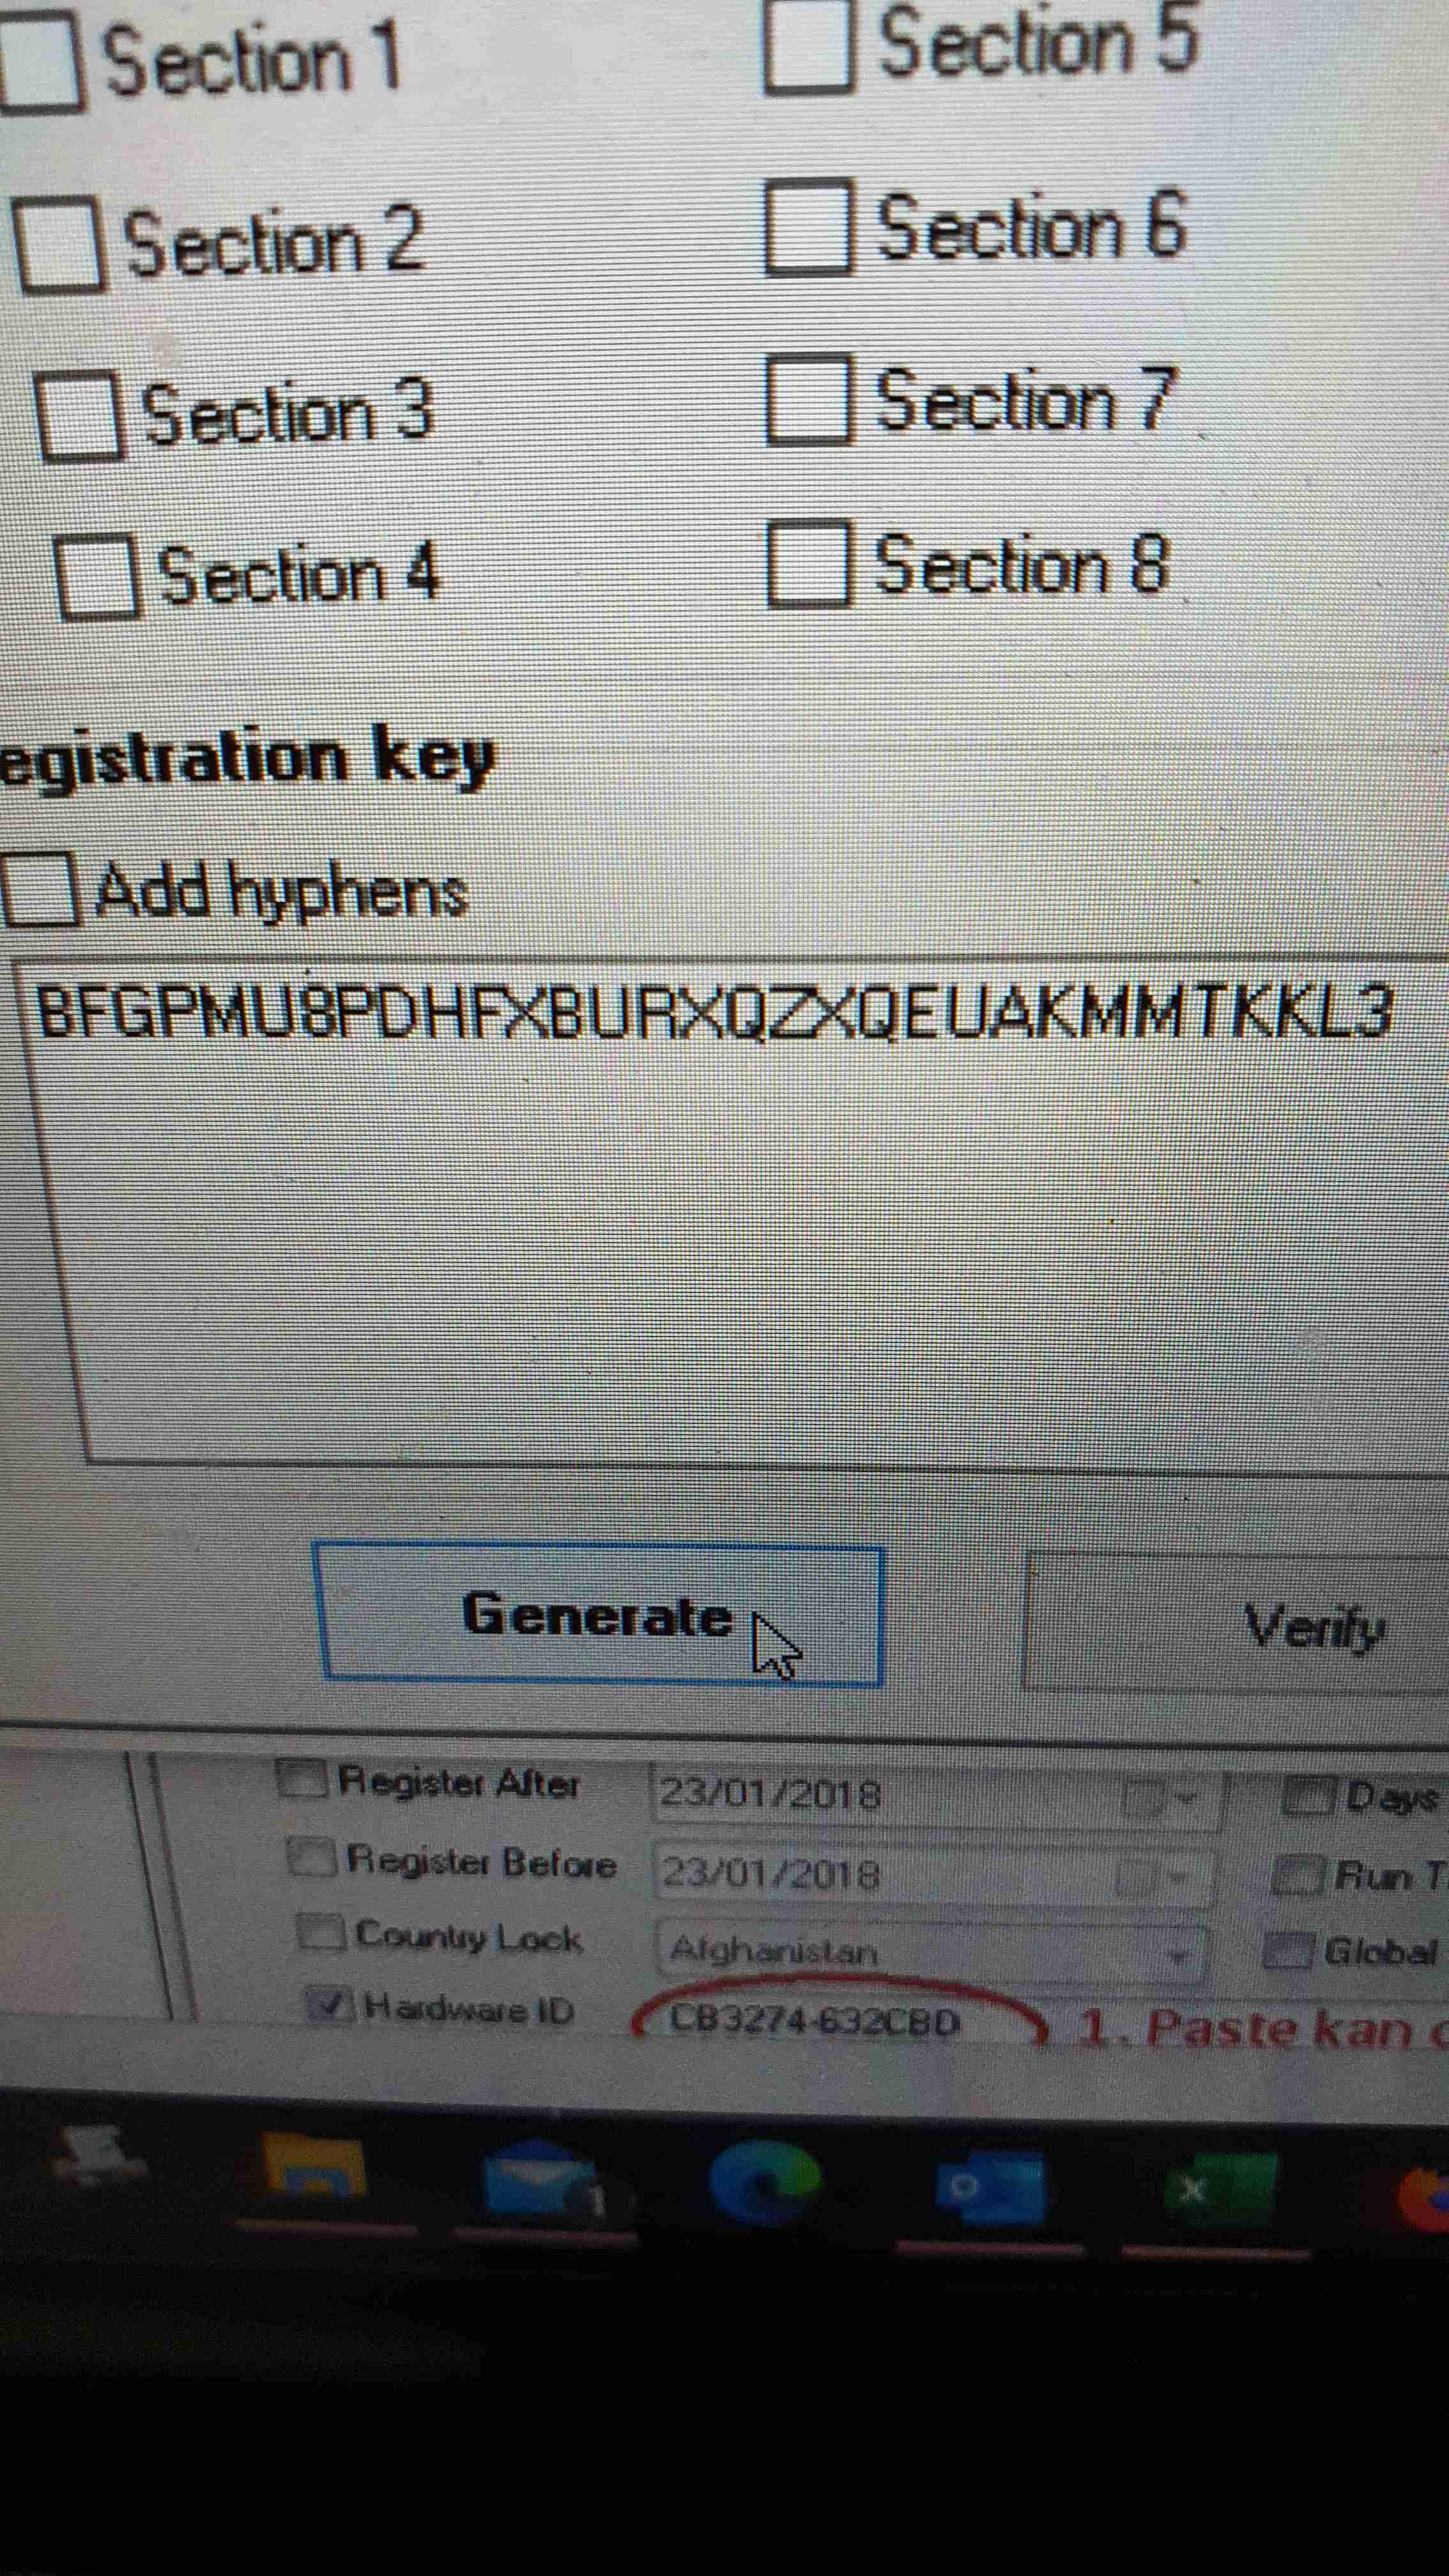 Section 1 Section 5
Section 2 Section 6
Section 3 Section 7
Section 4 Section 8
egistration key
Add hyphens
BFGPMU8PDHFXBURXQZXQEUAKMMTKKL3
Generate Verify
Register After 23/01/2018 Days
Register Before 23/01/2018 Run T
Country Lock Afghanistan Global
Hardware ID CB3274-632CBD 1. Paste kan
1